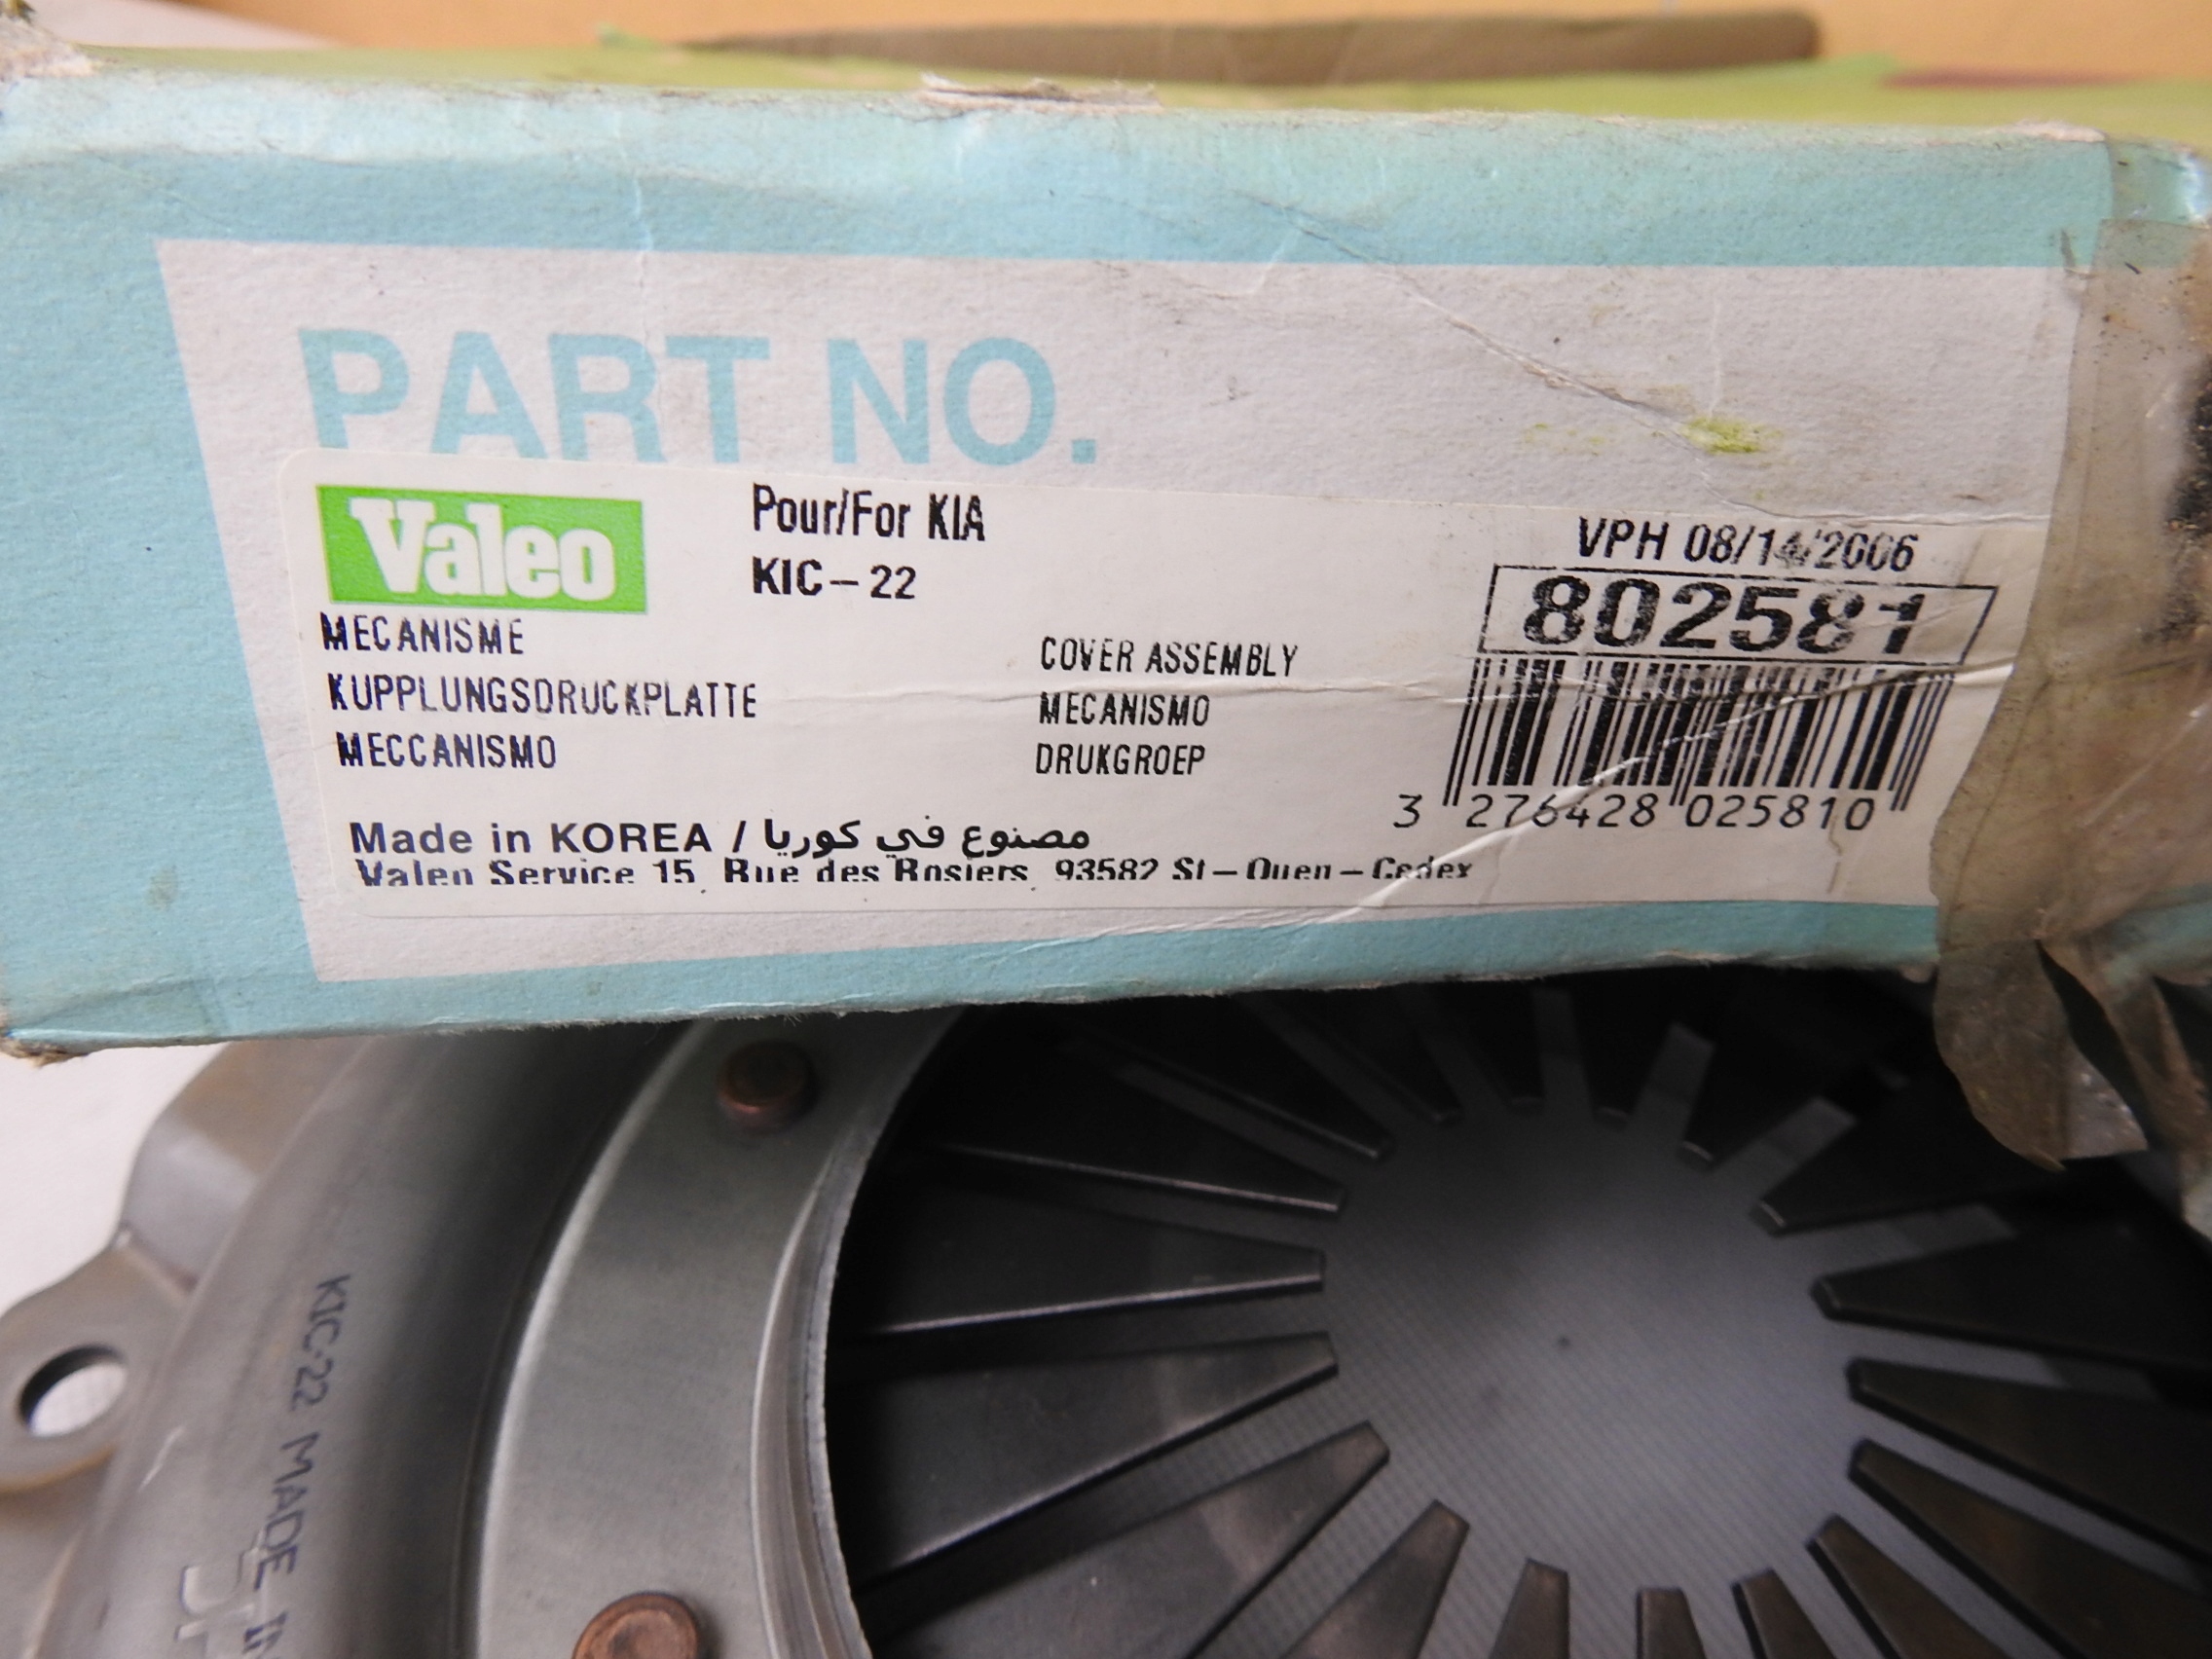 PART NO.
Valeo
Pour/For KIA
KIC-22
VPH 08/14/2006
802581
MECANISME
COVER ASSEMBLY
KUPPLUNGSDRUCKPLATTE
MECANISMO
MECCANISMO
DRUKGROEP
3 276428 025810
Made in KOREA / مصنوع في كوريا
Valeo Service 15, Rue des Rosiers, 93582 St-Ouen-Cedex
KIC-22 MADE IN